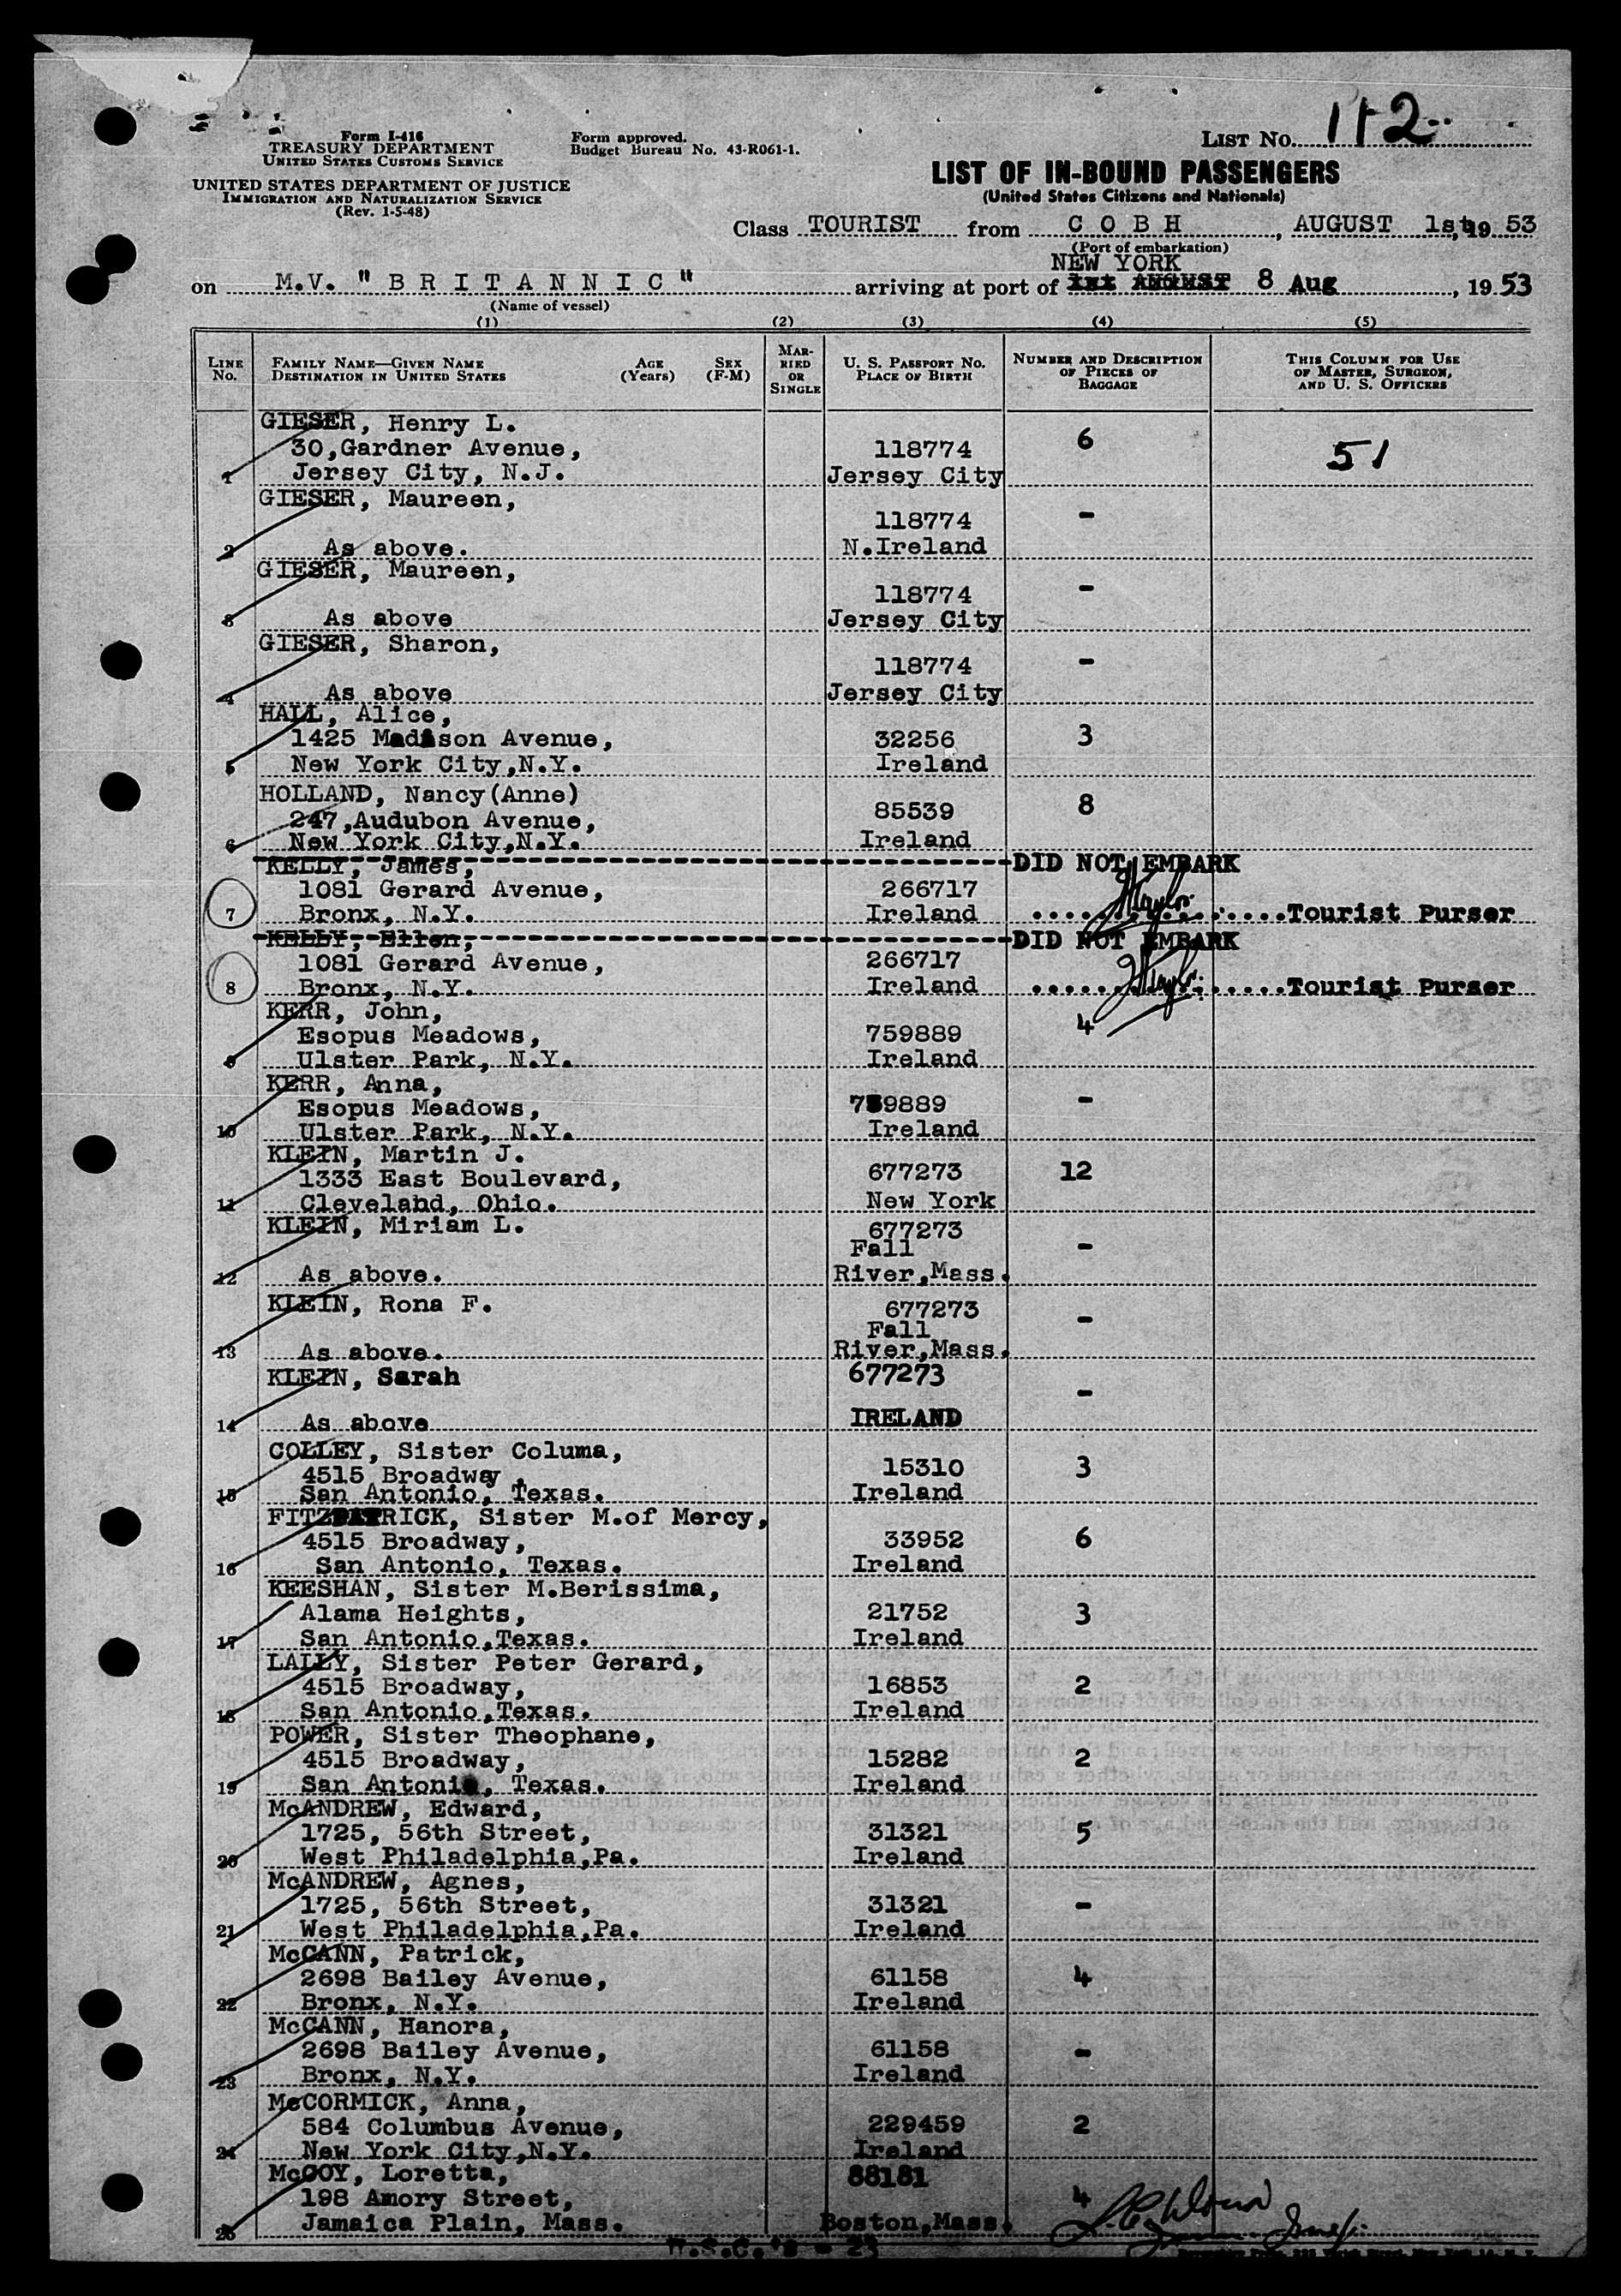 Form I-416
TREASURY DEPARTMENT
UNITED STATES CUSTOMS SERVICE
UNITED STATES DEPARTMENT OF JUSTICE
IMMIGRATION AND NATURALIZATION SERVICE
(Rev. 1-5-48)
Form approved.
Budget Bureau No. 43-R061-1.
LIST No. 112
LIST OF IN-BOUND PASSENGERS
(United States Citizens and Nationals)
Class TOURIST from C O B H, AUGUST 1st, 19 53
(Port of embarkation)
NEW YORK
on M.V. "B R I T A N N I C" arriving at port of 8 Aug, 19 53
(Name of vessel)
(1) (2) (3) (4) (5)
LINE No. FAMILY NAME—GIVEN NAME DESTINATION IN UNITED STATES AGE (Years) SEX (F-M) MARRIED OR SINGLE U. S. PASSPORT NO. PLACE OF BIRTH NUMBER AND DESCRIPTION OF PIECES OF BAGGAGE THIS COLUMN FOR USE OF MASTER, SURGEON, AND U. S. OFFICERS
GIESER, Henry L.
30,Gardner Avenue, 118774 6 51
1 Jersey City, N.J. Jersey City
GIESER, Maureen,
118774 -
2 As above. N.Ireland
GIESER, Maureen,
118774 -
3 As above Jersey City
GIESER, Sharon,
118774 -
4 As above Jersey City
HALL, Alice,
1425 Madison Avenue, 32256 3
5 New York City,N.Y. Ireland
HOLLAND, Nancy(Anne)
247,Audubon Avenue, 85539 8
6 New York City,N.Y. Ireland
KELLY, James, DID NOT EMBARK
1081 Gerard Avenue, 266717
7 Bronx, N.Y. Ireland Tourist Purser
KELLY, Ellen, DID NOT EMBARK
1081 Gerard Avenue, 266717
8 Bronx, N.Y. Ireland Tourist Purser
KERR, John, 4
Esopus Meadows, 759889
9 Ulster Park, N.Y. Ireland
KERR, Anna,
Esopus Meadows, 759889 -
10 Ulster Park, N.Y. Ireland
KLEIN, Martin J.
1333 East Boulevard, 677273 12
11 Cleveland, Ohio. New York
KLEIN, Miriam L. 677273
Fall -
12 As above. River,Mass.
KLEIN, Rona F. 677273
Fall -
13 As above. River,Mass.
KLEIN, Sarah 677273
-
14 As above IRELAND
COLLEY, Sister Columa,
4515 Broadway, 15310 3
15 San Antonio, Texas. Ireland
FITZPATRICK, Sister M.of Mercy,
4515 Broadway, 33952 6
16 San Antonio, Texas. Ireland
KEESHAN, Sister M.Berissima,
Alama Heights, 21752 3
17 San Antonio,Texas. Ireland
LALLY, Sister Peter Gerard,
4515 Broadway, 16853 2
18 San Antonio,Texas. Ireland
POWER, Sister Theophane,
4515 Broadway, 15282 2
19 San Antonio, Texas. Ireland
McANDREW, Edward,
1725, 56th Street, 31321 5
20 West Philadelphia,Pa. Ireland
McANDREW, Agnes,
1725, 56th Street, 31321 -
21 West Philadelphia,Pa. Ireland
McCANN, Patrick,
2698 Bailey Avenue, 61158 4
22 Bronx, N.Y. Ireland
McCANN, Hanora,
2698 Bailey Avenue, 61158 -
23 Bronx, N.Y. Ireland
McCORMICK, Anna,
584 Columbus Avenue, 229459 2
24 New York City,N.Y. Ireland
McCOY, Loretta, 88181
198 Amory Street, 4
25 Jamaica Plain, Mass. Boston,Mass.
U.S.C.'s - 23